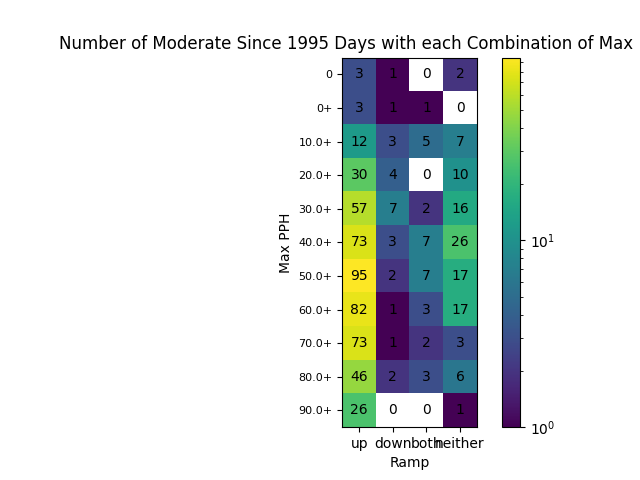 Number of Moderate Since 1995 Days with each Combination of Max
0 3 1 0 2
0+ 3 1 1 0
10.0+ 12 3 5 7
20.0+ 30 4 0 10
30.0+ 57 7 2 16
40.0+ 73 3 7 26
50.0+ 95 2 7 17
60.0+ 82 1 3 17
70.0+ 73 1 2 3
80.0+ 46 2 3 6
90.0+ 26 0 0 1
up down both neither
Ramp
Max PPH
10¹
10⁰